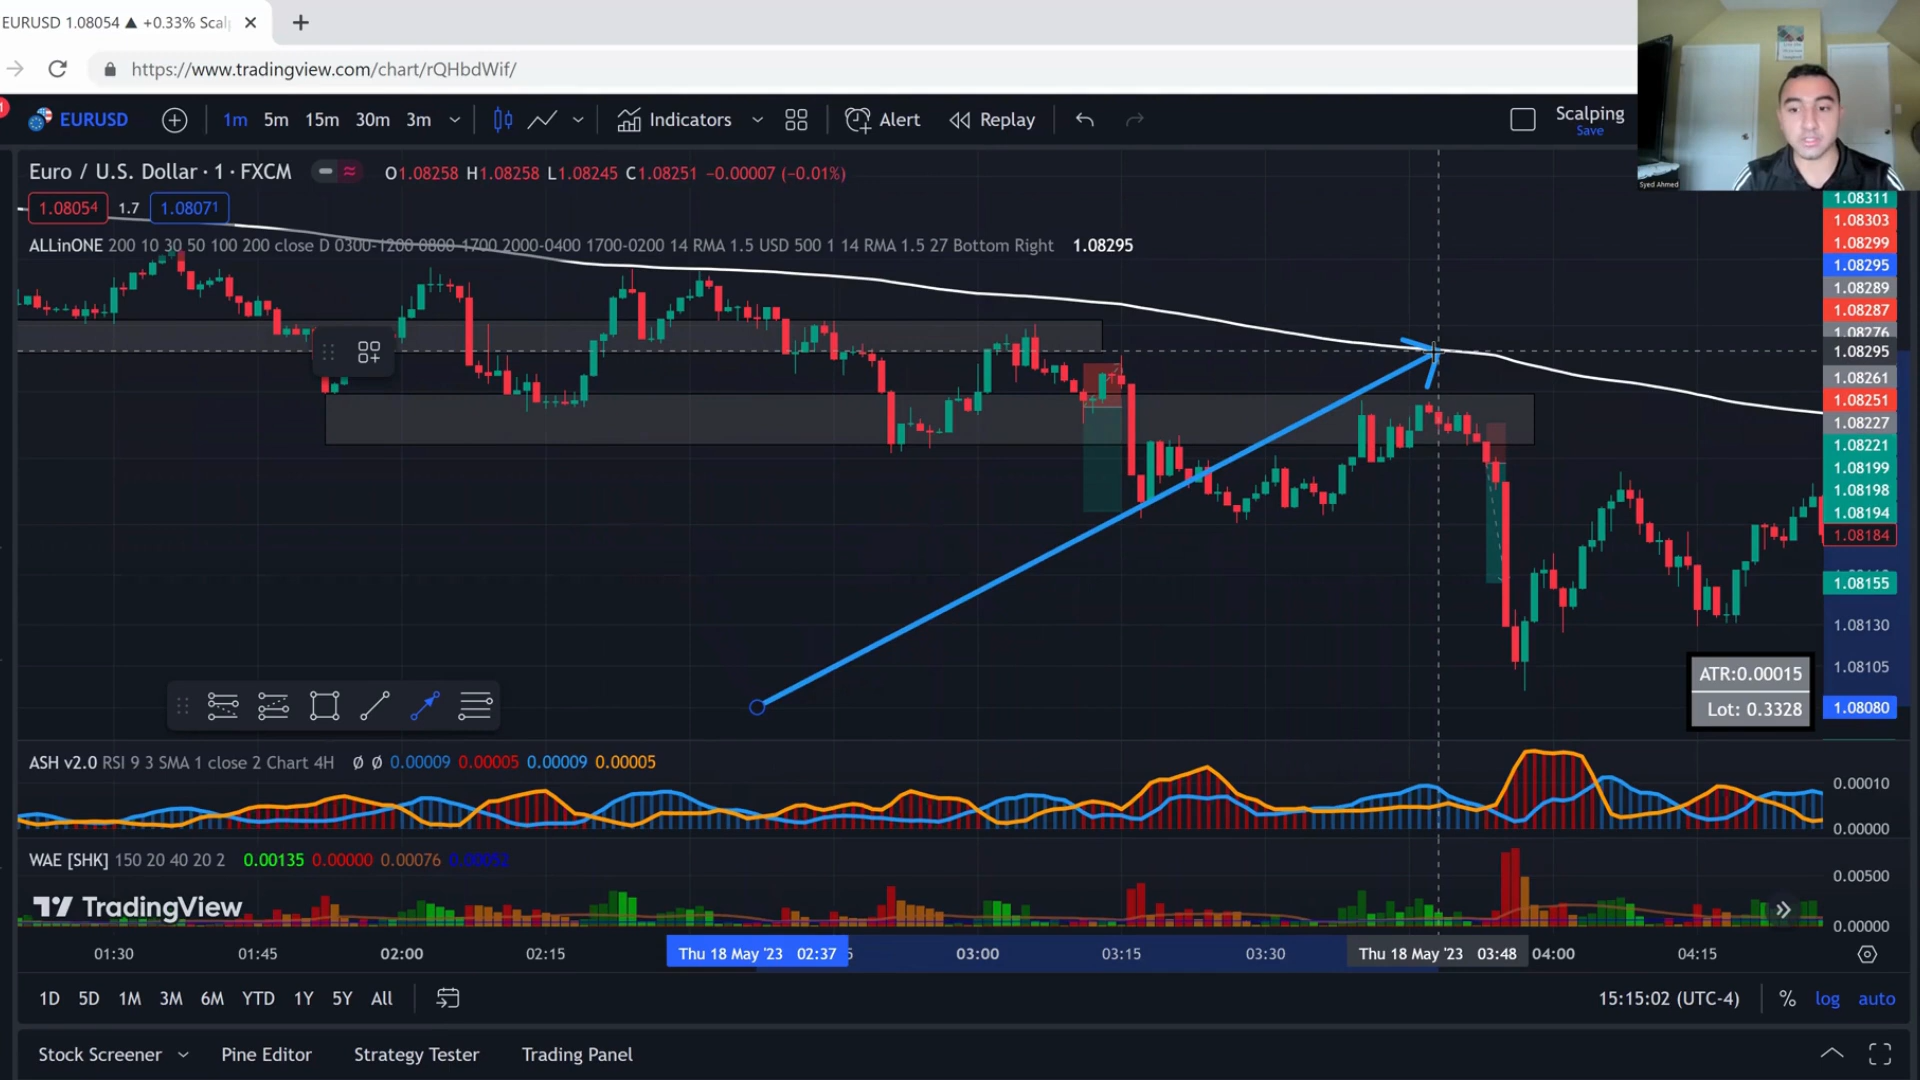 EURUSD 1.08054 ▲ +0.33% Scal
https://www.tradingview.com/chart/rQHbdWif/
EURUSD 1m 5m 15m 30m 3m Indicators Alert Replay Scalping
Save
Syed Ahmed
Euro / U.S. Dollar · 1 · FXCM O1.08258 H1.08258 L1.08245 C1.08251 −0.00007 (−0.01%)
1.08054 1.7 1.08071
ALLinONE 200 10 30 50 100 200 close D 0300-1200 0800-1700 2000-0400 1700-0200 14 RMA 1.5 USD 500 1 14 RMA 1.5 27 Bottom Right 1.08295
1.08311
1.08303
1.08299
1.08295
1.08289
1.08287
1.08276
1.08295
1.08261
1.08251
1.08227
1.08221
1.08199
1.08198
1.08194
1.08184
1.08155
1.08130
1.08105
1.08080
ATR:0.00015
Lot: 0.3328
ASH v2.0 RSI 9 3 SMA 1 close 2 Chart 4H Ø Ø 0.00009 0.00005 0.00009 0.00005
0.00010
0.00000
WAE [SHK] 150 20 40 20 2 0.00135 0.00000 0.00076 0.00052
0.00500
0.00000
TradingView
01:30 01:45 02:00 02:15 Thu 18 May '23 02:37 03:00 03:15 03:30 Thu 18 May '23 03:48 04:00 04:15
1D 5D 1M 3M 6M YTD 1Y 5Y All 15:15:02 (UTC-4) % log auto
Stock Screener Pine Editor Strategy Tester Trading Panel